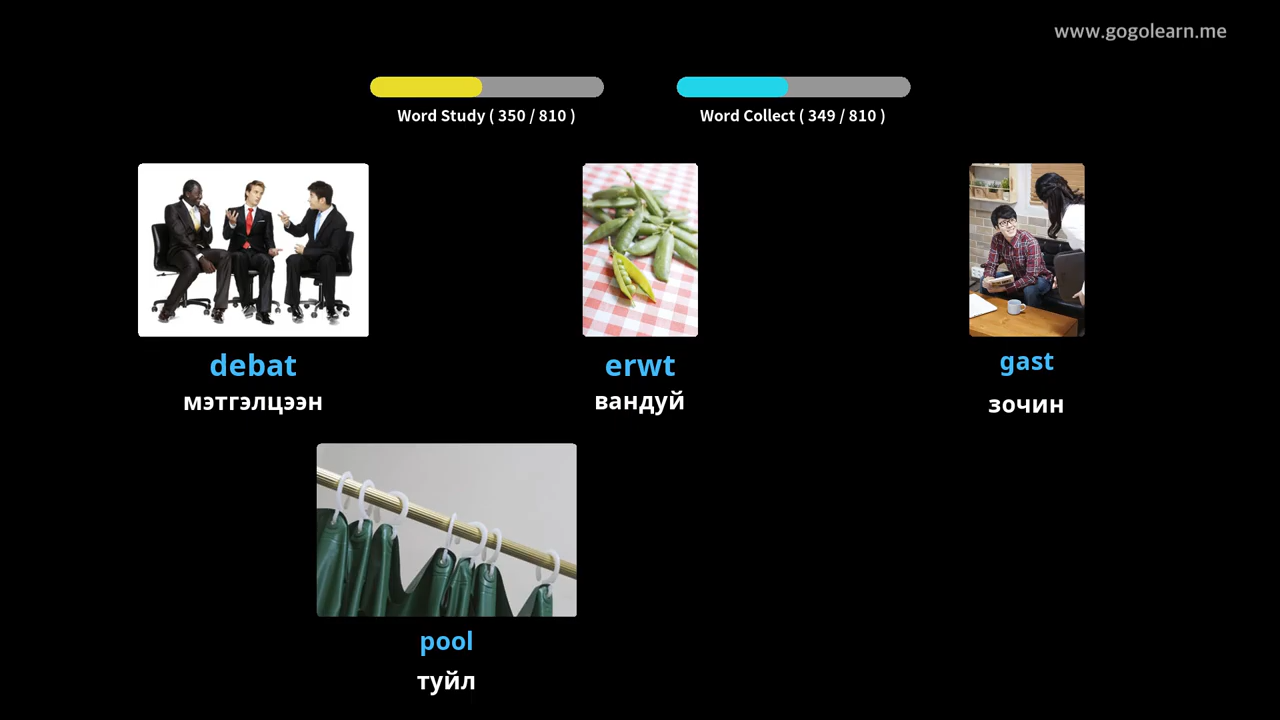 www.gogolearn.me
Word Study ( 350 / 810 )
Word Collect ( 349 / 810 )
debat
мэтгэлцээн
erwt
вандуй
gast
зочин
pool
туйл